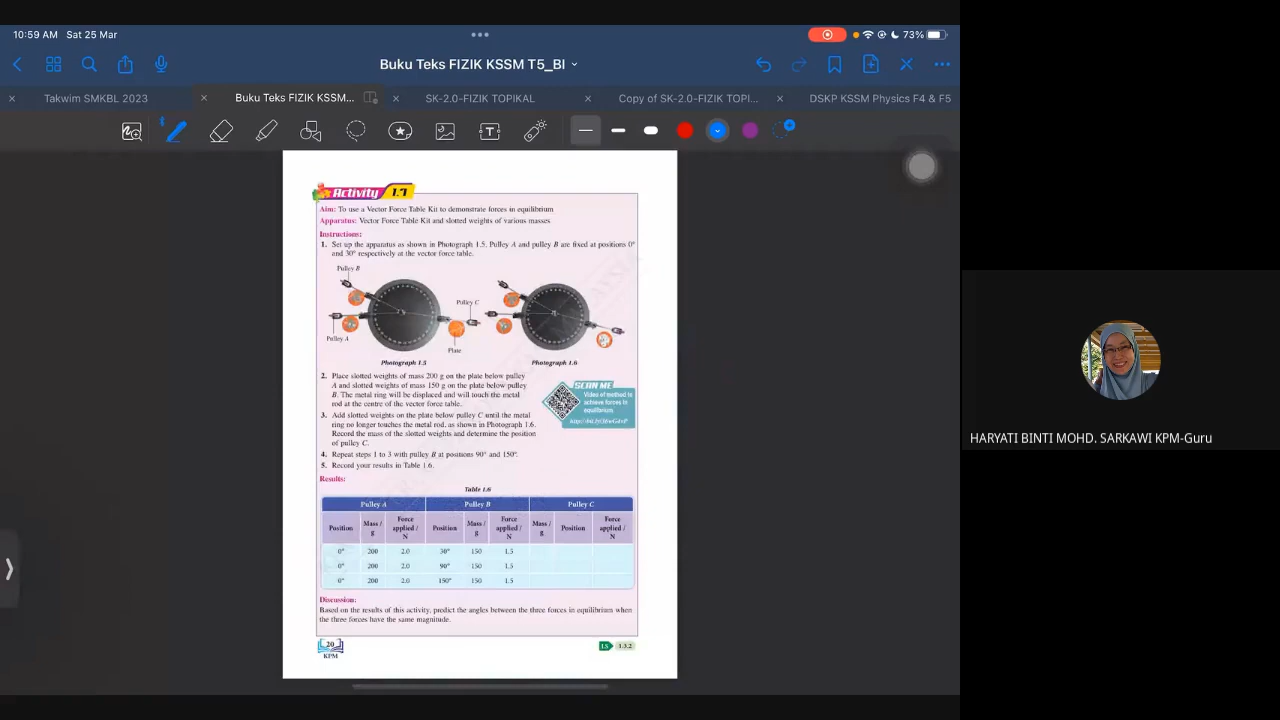 10:59 AM Sat 25 Mar
73%
Buku Teks FIZIK KSSM T5_BI
Takwim SMKBL 2023
Buku Teks FIZIK KSSM...
SK-2.0-FIZIK TOPIKAL
Copy of SK-2.0-FIZIK TOPI...
DSKP KSSM Physics F4 & F5
Activity 1.7
Aim: To use a Vector Force Table Kit to demonstrate forces in equilibrium
Apparatus: Vector Force Table Kit and slotted weights of various masses
Instructions:
1. Set up the apparatus as shown in Photograph 1.5. Pulley A and pulley B are fixed at positions 0°
and 30° respectively at the vector force table.
Pulley B
Pulley C
Pulley A
Plate
Photograph 1.5
Photograph 1.6
2. Place slotted weights of mass 200 g on the plate below pulley
A and slotted weights of mass 150 g on the plate below pulley
B. The metal ring will be displaced and will touch the metal
rod at the centre of the vector force table.
3. Add slotted weights on the plate below pulley C until the metal
ring no longer touches the metal rod, as shown in Photograph 1.6.
Record the mass of the slotted weights and determine the position
of pulley C.
SCAN ME
Video of method to
achieve forces in
equilibrium
4. Repeat steps 1 to 3 with pulley B at positions 90° and 150°.
5. Record your results in Table 1.6.
Results:
Table 1.6
Pulley A Pulley B Pulley C
Position Mass / g Force applied / N Position Mass / g Force applied / N Mass / g Position Force applied / N
0° 200 2.0 30° 150 1.5
0° 200 2.0 90° 150 1.5
0° 200 2.0 150° 150 1.5
Discussion:
Based on the results of this activity, predict the angles between the three forces in equilibrium when
the three forces have the same magnitude.
20
KPM
LS 1.3.2
HARYATI BINTI MOHD. SARKAWI KPM-Guru